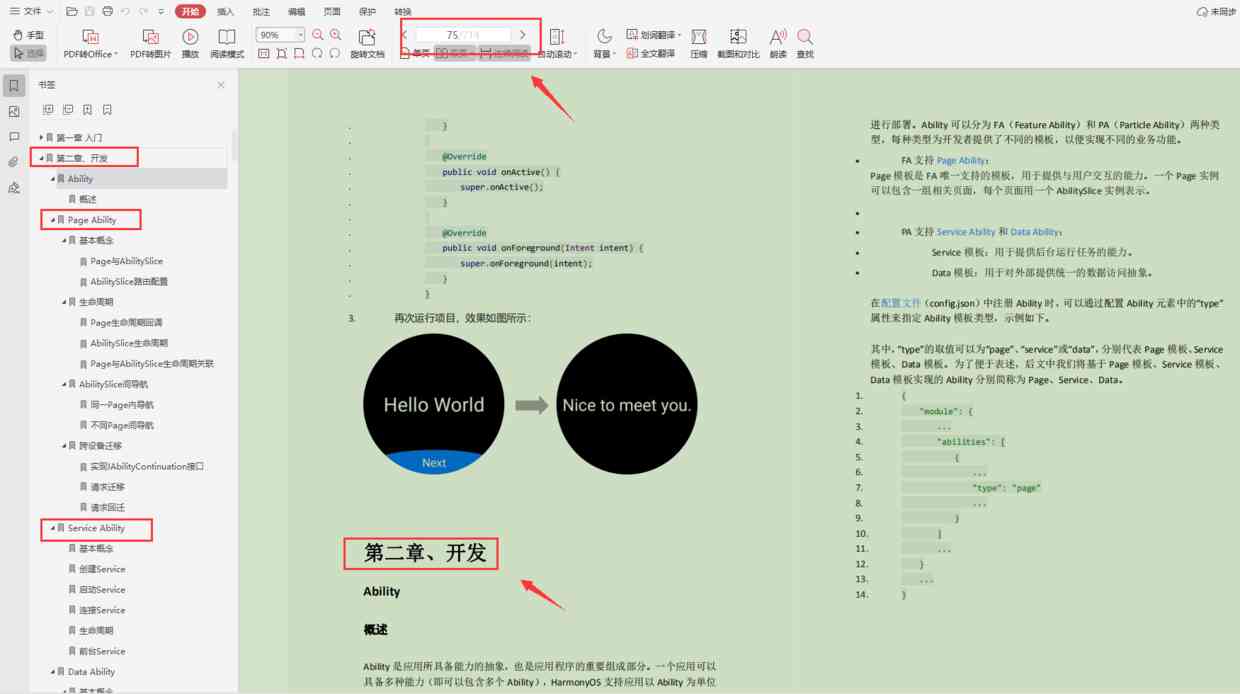 文件
开始
插入
批注
编辑
页面
保护
转换
未同步
手型
选择
PDF转Office
PDF转图片
播放
阅读模式
90%
旋转文档
75/714
单页
双页
连续阅读
自动滚动
背景
划词翻译
全文翻译
压缩
截图和对比
朗读
查找
书签
第一章 入门
第二章、开发
Ability
概述
Page Ability
基本概念
Page与AbilitySlice
AbilitySlice路由配置
生命周期
Page生命周期回调
AbilitySlice生命周期
Page与AbilitySlice生命周期关联
AbilitySlice间导航
同一Page内导航
不同Page间导航
跨设备迁移
实现IAbilityContinuation接口
请求迁移
请求回迁
Service Ability
基本概念
创建Service
启动Service
连接Service
生命周期
前台Service
Data Ability
基本概念
}
@Override
public void onActive() {
super.onActive();
}
@Override
public void onForeground(Intent intent) {
super.onForeground(intent);
}
}
3. 再次运行项目，效果如图所示：
Hello World
Next
Nice to meet you.
第二章、开发
Ability
概述
Ability 是应用所具备能力的抽象，也是应用程序的重要组成部分。一个应用可以
具备多种能力（即可以包含多个 Ability），HarmonyOS 支持应用以 Ability 为单位
进行部署。Ability 可以分为 FA（Feature Ability）和 PA（Particle Ability）两种类
型，每种类型为开发者提供了不同的模板，以便实现不同的业务功能。
• FA 支持 Page Ability：
Page 模板是 FA 唯一支持的模板，用于提供与用户交互的能力。一个 Page 实例
可以包含一组相关页面，每个页面用一个 AbilitySlice 实例表示。
•
• PA 支持 Service Ability 和 Data Ability：
• Service 模板：用于提供后台运行任务的能力。
• Data 模板：用于对外部提供统一的数据访问抽象。
在配置文件（config.json）中注册 Ability 时，可以通过配置 Ability 元素中的“type”
属性来指定 Ability 模板类型，示例如下。
其中，“type”的取值可以为“page”、“service”或“data”，分别代表 Page 模板、Service
模板、Data 模板。为了便于表述，后文中我们将基于 Page 模板、Service 模板、
Data 模板实现的 Ability 分别简称为 Page、Service、Data。
1. {
2. "module": {
3. ...
4. "abilities": [
5. {
6. ...
7. "type": "page"
8. ...
9. }
10. ]
11. ...
12. }
13. ...
14. }